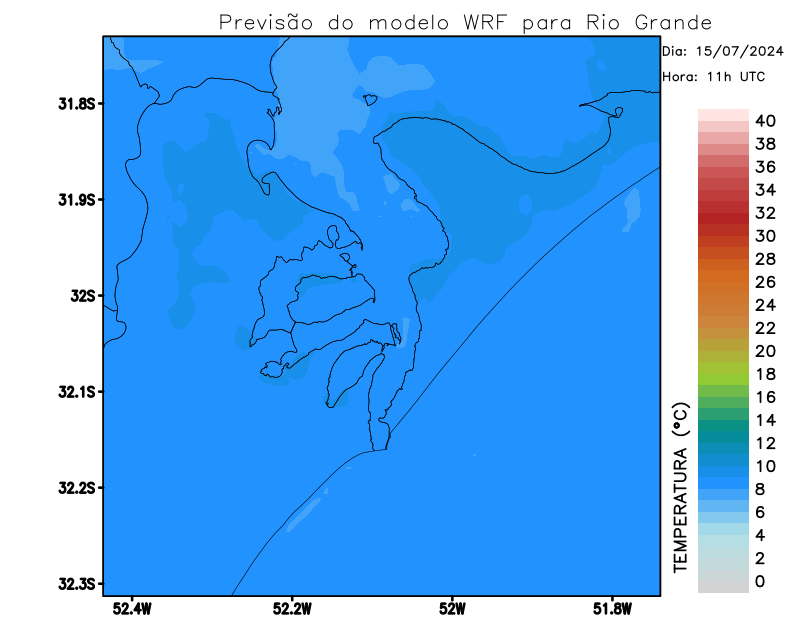 Previsão do modelo WRF para Rio Grande
Dia: 15/07/2024
Hora: 11h UTC
31.8S
31.9S
32S
32.1S
32.2S
32.3S
52.4W
52.2W
52W
51.8W
TEMPERATURA (°C)
40
38
36
34
32
30
28
26
24
22
20
18
16
14
12
10
8
6
4
2
0